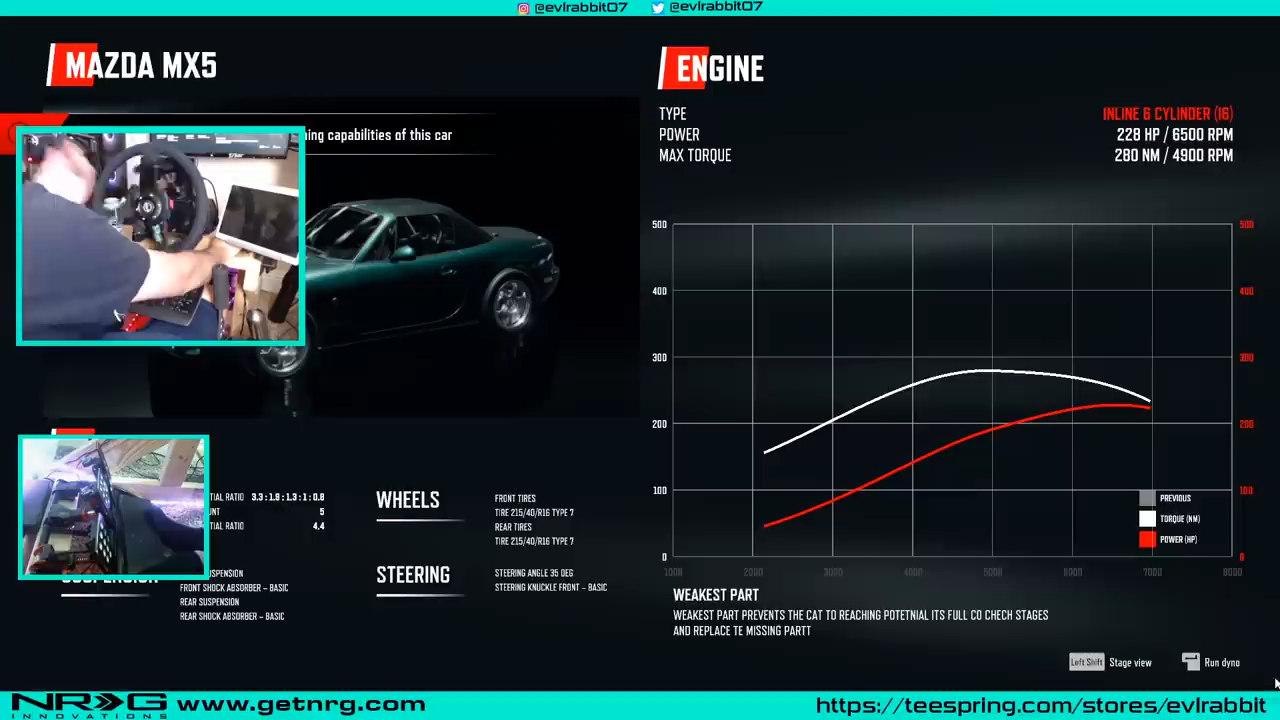 @evlrabbit07 @evlrabbit07
MAZDA MX5
ing capabilities of this car
TIAL RATIO 3.3 : 1.9 : 1.3 : 1 : 0.8
NT 5
TIAL RATIO 4.4
SUSPENSION
FRONT SHOCK ABSORBER – BASIC
REAR SUSPENSION
REAR SHOCK ABSORBER – BASIC
WHEELS
FRONT TIRES
TIRE 215/40/R16 TYPE 7
REAR TIRES
TIRE 215/40/R16 TYPE 7
STEERING
STEERING ANGLE 35 DEG
STEERING KNUCKLE FRONT – BASIC
ENGINE
TYPE INLINE 6 CYLINDER (I6)
POWER 228 HP / 6500 RPM
MAX TORQUE 280 NM / 4900 RPM
500 500
400 400
300 300
200 200
100 100
0 0
1000 2000 3000 4000 5000 6000 7000 8000
PREVIOUS
TORQUE (NM)
POWER (HP)
WEAKEST PART
WEAKEST PART PREVENTS THE CAT TO REACHING POTETNIAL ITS FULL CO CHECH STAGES
AND REPLACE TE MISSING PARTT
Left Shift Stage view Run dyno
NRG INNOVATIONS www.getnrg.com https://teespring.com/stores/evlrabbit